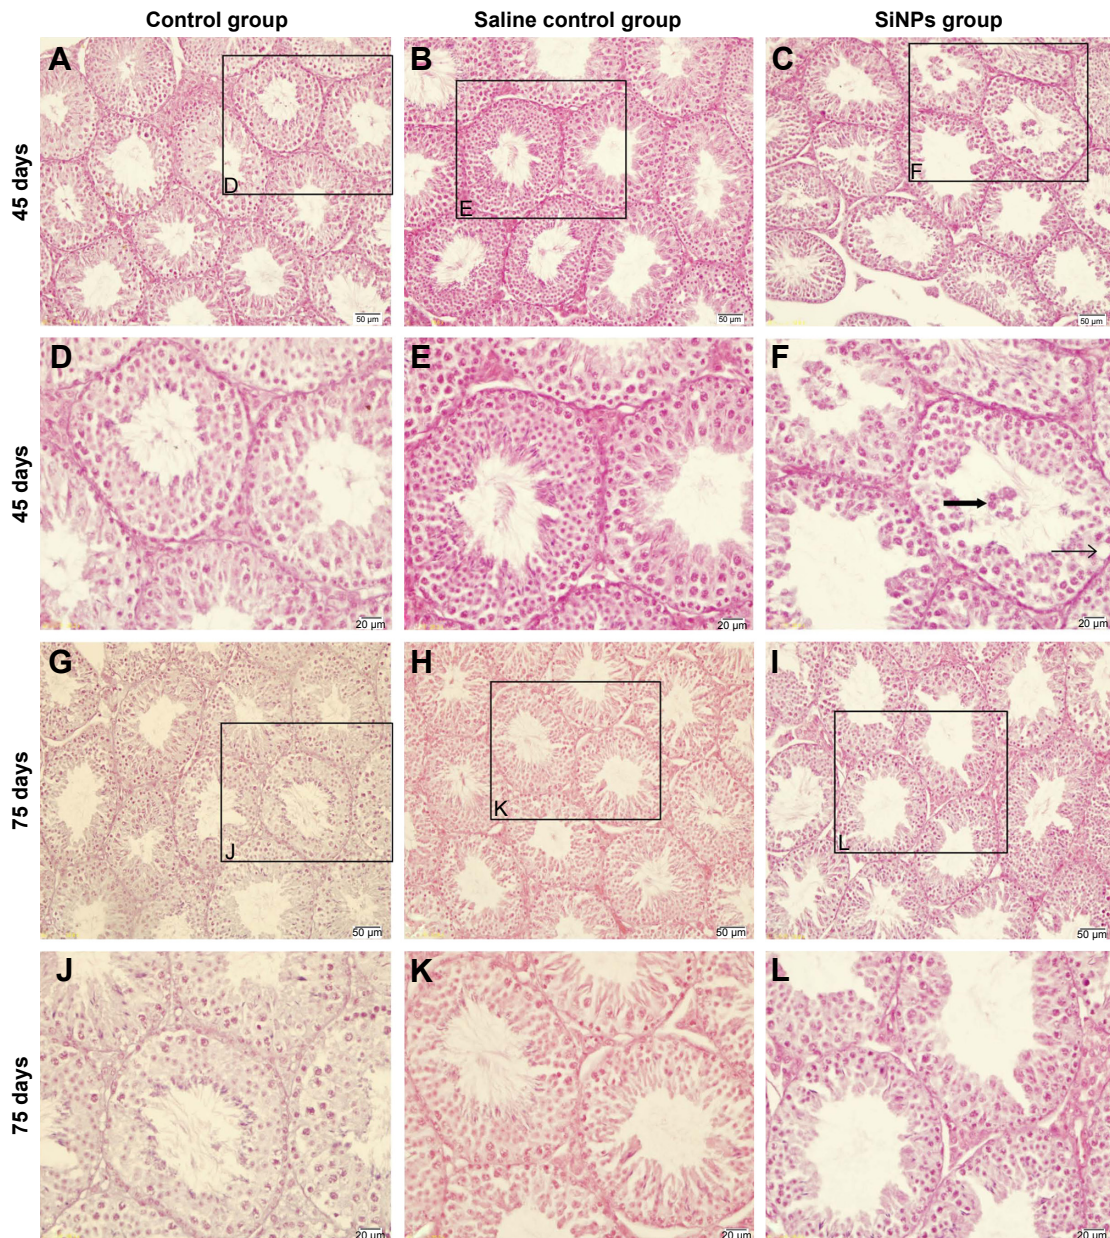 Control group
Saline control group
SiNPs group
45 days
A
D
50 µm
B
E
50 µm
C
F
50 µm
45 days
D
20 µm
E
20 µm
F
20 µm
75 days
G
J
50 µm
H
K
50 µm
I
L
50 µm
75 days
J
20 µm
K
20 µm
L
20 µm